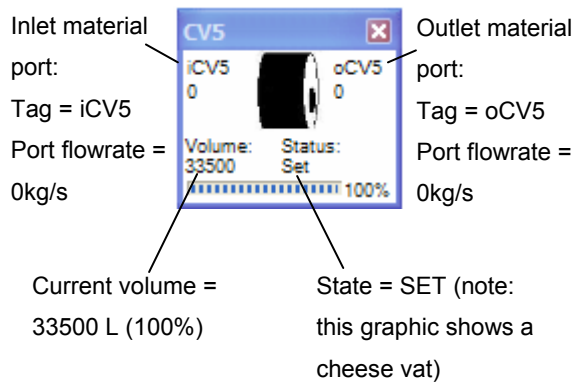 Inlet material
port:
Tag = iCV5
Port flowrate =
0kg/s
CV5
iCV5
0
oCV5
0
Volume:
33500
Status:
Set
100%
Outlet material
port:
Tag = oCV5
Port flowrate =
0kg/s
Current volume =
33500 L (100%)
State = SET (note:
this graphic shows a
cheese vat)